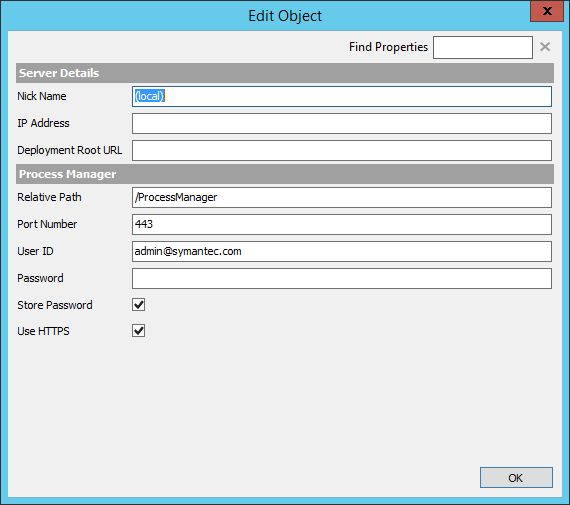 Edit Object
x
Find Properties
Server Details
Nick Name (local)
IP Address
Deployment Root URL
Process Manager
Relative Path /ProcessManager
Port Number 443
User ID admin@symantec.com
Password
Store Password
Use HTTPS
OK